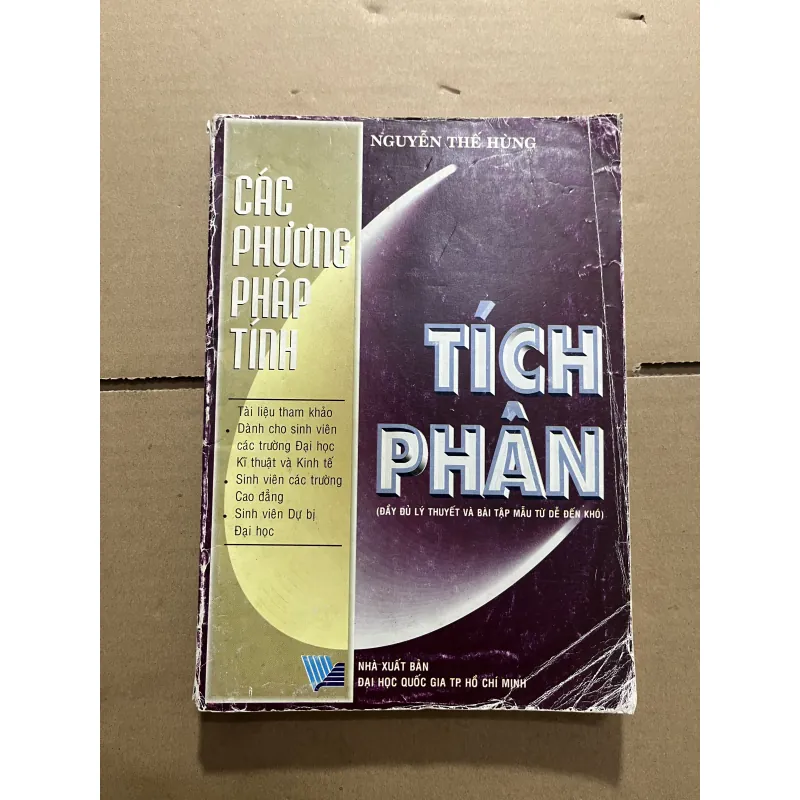 NGUYỄN THẾ HÙNG
CÁC
PHƯƠNG
PHÁP
TÍNH
TÍCH
PHÂN
(ĐẦY ĐỦ LÝ THUYẾT VÀ BÀI TẬP MẪU TỪ DỄ ĐẾN KHÓ)
Tài liệu tham khảo
• Dành cho sinh viên
các trường Đại học
Kĩ thuật và Kinh tế
• Sinh viên các trường
Cao đẳng
• Sinh viên Dự bị
Đại học
NHÀ XUẤT BẢN
ĐẠI HỌC QUỐC GIA TP. HỒ CHÍ MINH